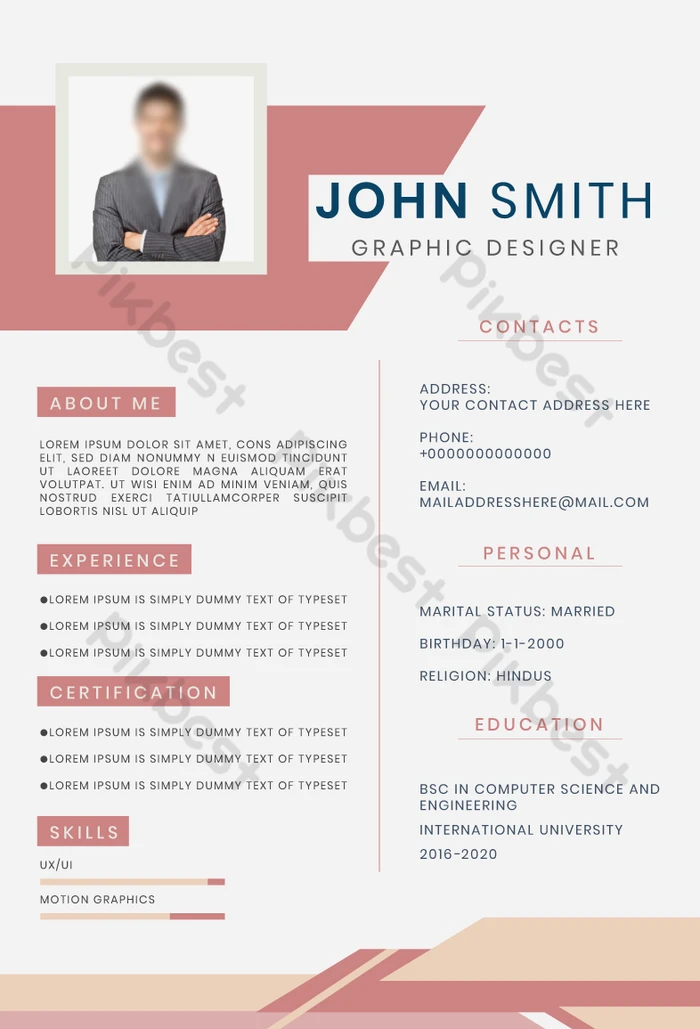 JOHN SMITH
GRAPHIC DESIGNER
ABOUT ME
LOREM IPSUM DOLOR SIT AMET, CONS ADIPISCING
ELIT, SED DIAM NONUMMY N EUISMOD TINCIDUNT
UT LAOREET DOLORE MAGNA ALIQUAM ERAT
VOLUTPAT. UT WISI ENIM AD MINIM VENIAM, QUIS
NOSTRUD EXERCI TATIULLAMCORPER SUSCIPIT
LOBORTIS NISL UT ALIQUIP
EXPERIENCE
●LOREM IPSUM IS SIMPLY DUMMY TEXT OF TYPESET
●LOREM IPSUM IS SIMPLY DUMMY TEXT OF TYPESET
●LOREM IPSUM IS SIMPLY DUMMY TEXT OF TYPESET
CERTIFICATION
●LOREM IPSUM IS SIMPLY DUMMY TEXT OF TYPESET
●LOREM IPSUM IS SIMPLY DUMMY TEXT OF TYPESET
●LOREM IPSUM IS SIMPLY DUMMY TEXT OF TYPESET
SKILLS
UX/UI
MOTION GRAPHICS
CONTACTS
ADDRESS:
YOUR CONTACT ADDRESS HERE
PHONE:
+0000000000000
EMAIL:
MAILADDRESSHERE@MAIL.COM
PERSONAL
MARITAL STATUS: MARRIED
BIRTHDAY: 1-1-2000
RELIGION: HINDUS
EDUCATION
BSC IN COMPUTER SCIENCE AND
ENGINEERING
INTERNATIONAL UNIVERSITY
2016-2020
pikbest
pikbest
pikbest
pikbest
pikbest